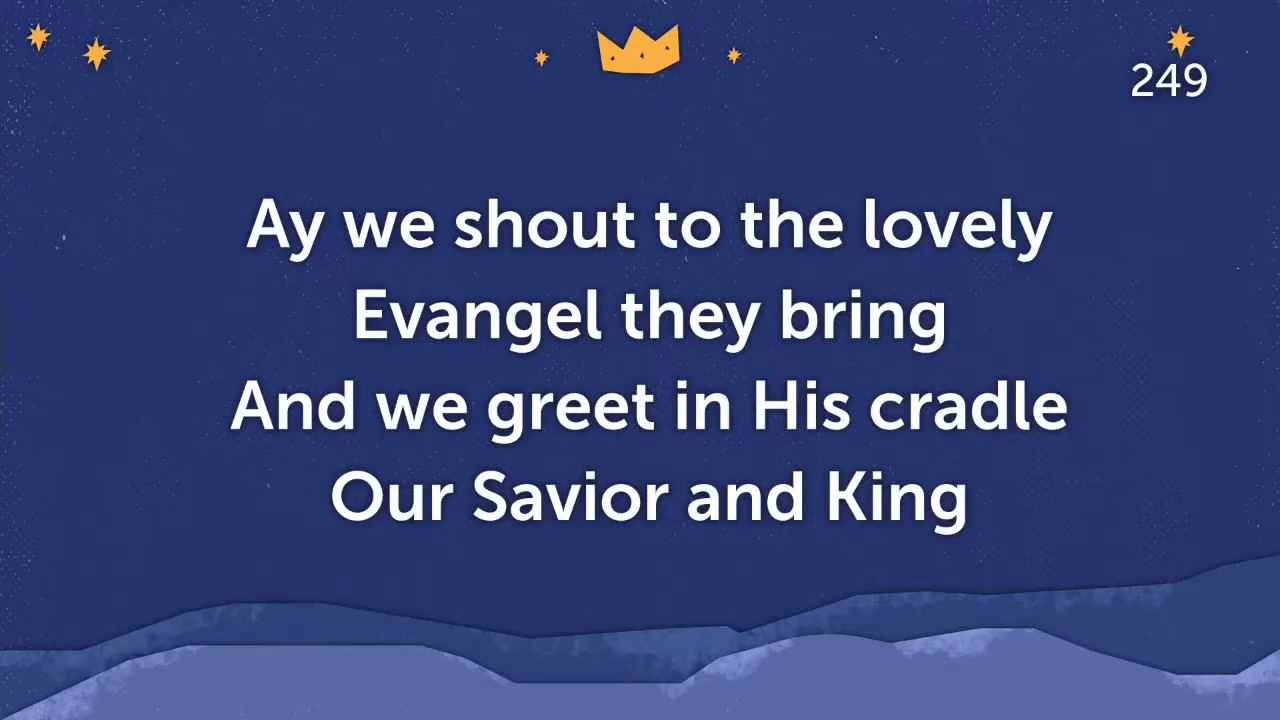 249
Ay we shout to the lovely
Evangel they bring
And we greet in His cradle
Our Savior and King